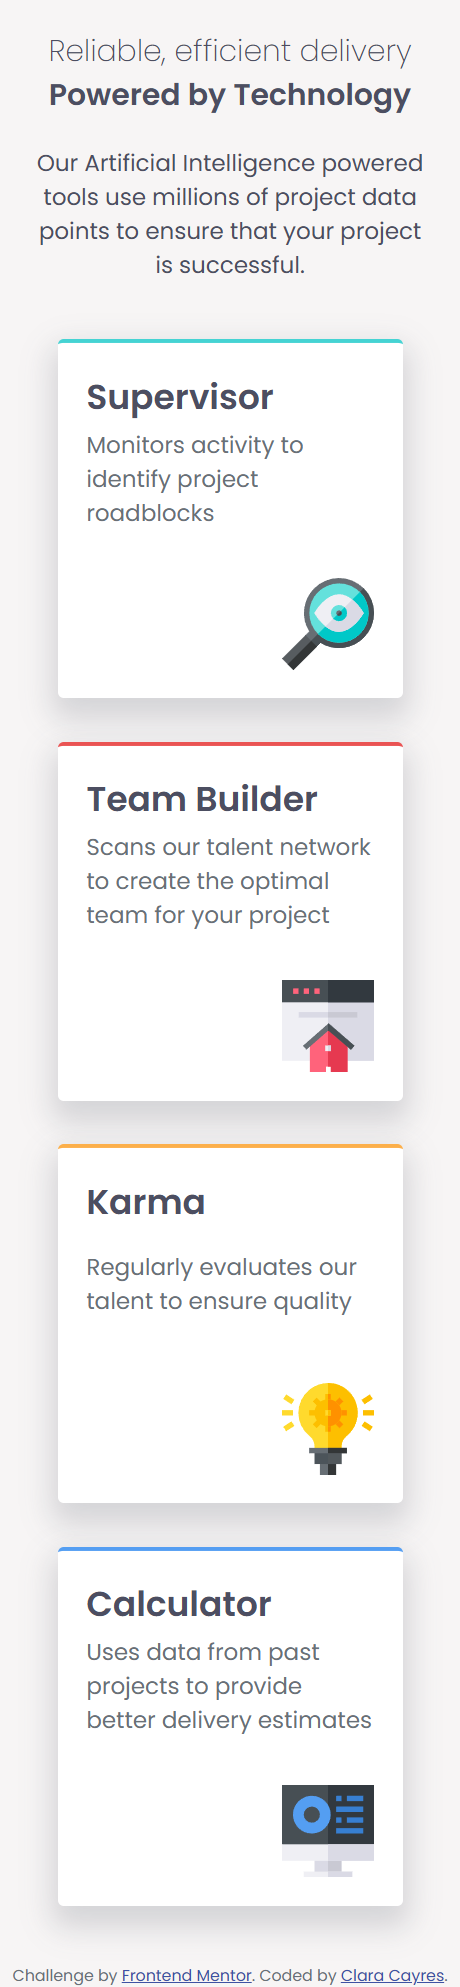 Reliable, efficient delivery
Powered by Technology
Our Artificial Intelligence powered
tools use millions of project data
points to ensure that your project
is successful.
Supervisor
Monitors activity to
identify project
roadblocks
Team Builder
Scans our talent network
to create the optimal
team for your project
Karma
Regularly evaluates our
talent to ensure quality
Calculator
Uses data from past
projects to provide
better delivery estimates
Challenge by Frontend Mentor. Coded by Clara Cayres.